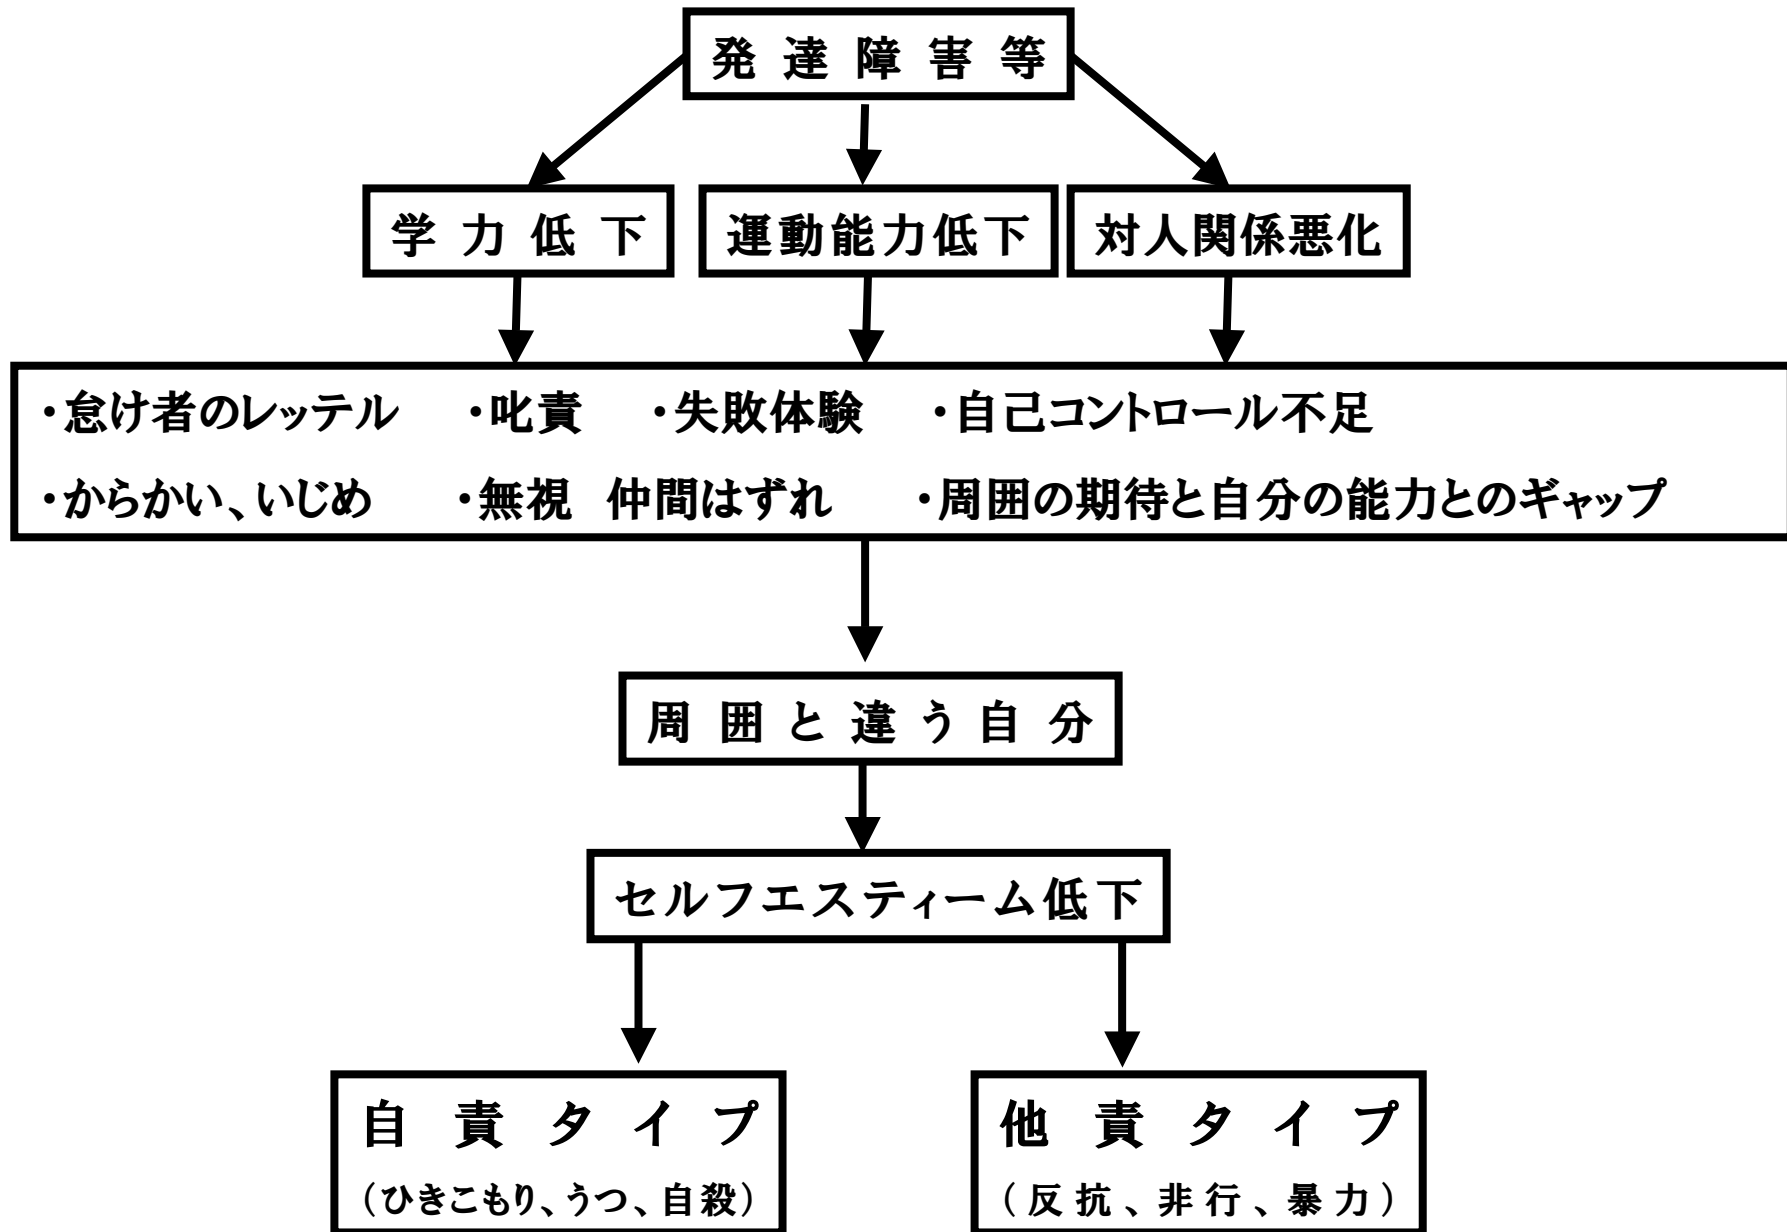 発達障害等
学力低下
運動能力低下
対人関係悪化
・怠け者のレッテル　・叱責　・失敗体験　・自己コントロール不足
・からかい、いじめ　・無視　仲間はずれ　・周囲の期待と自分の能力とのギャップ
周囲と違う自分
セルフエスティーム低下
自責タイプ
（ひきこもり、うつ、自殺）
他責タイプ
（反抗、非行、暴力）